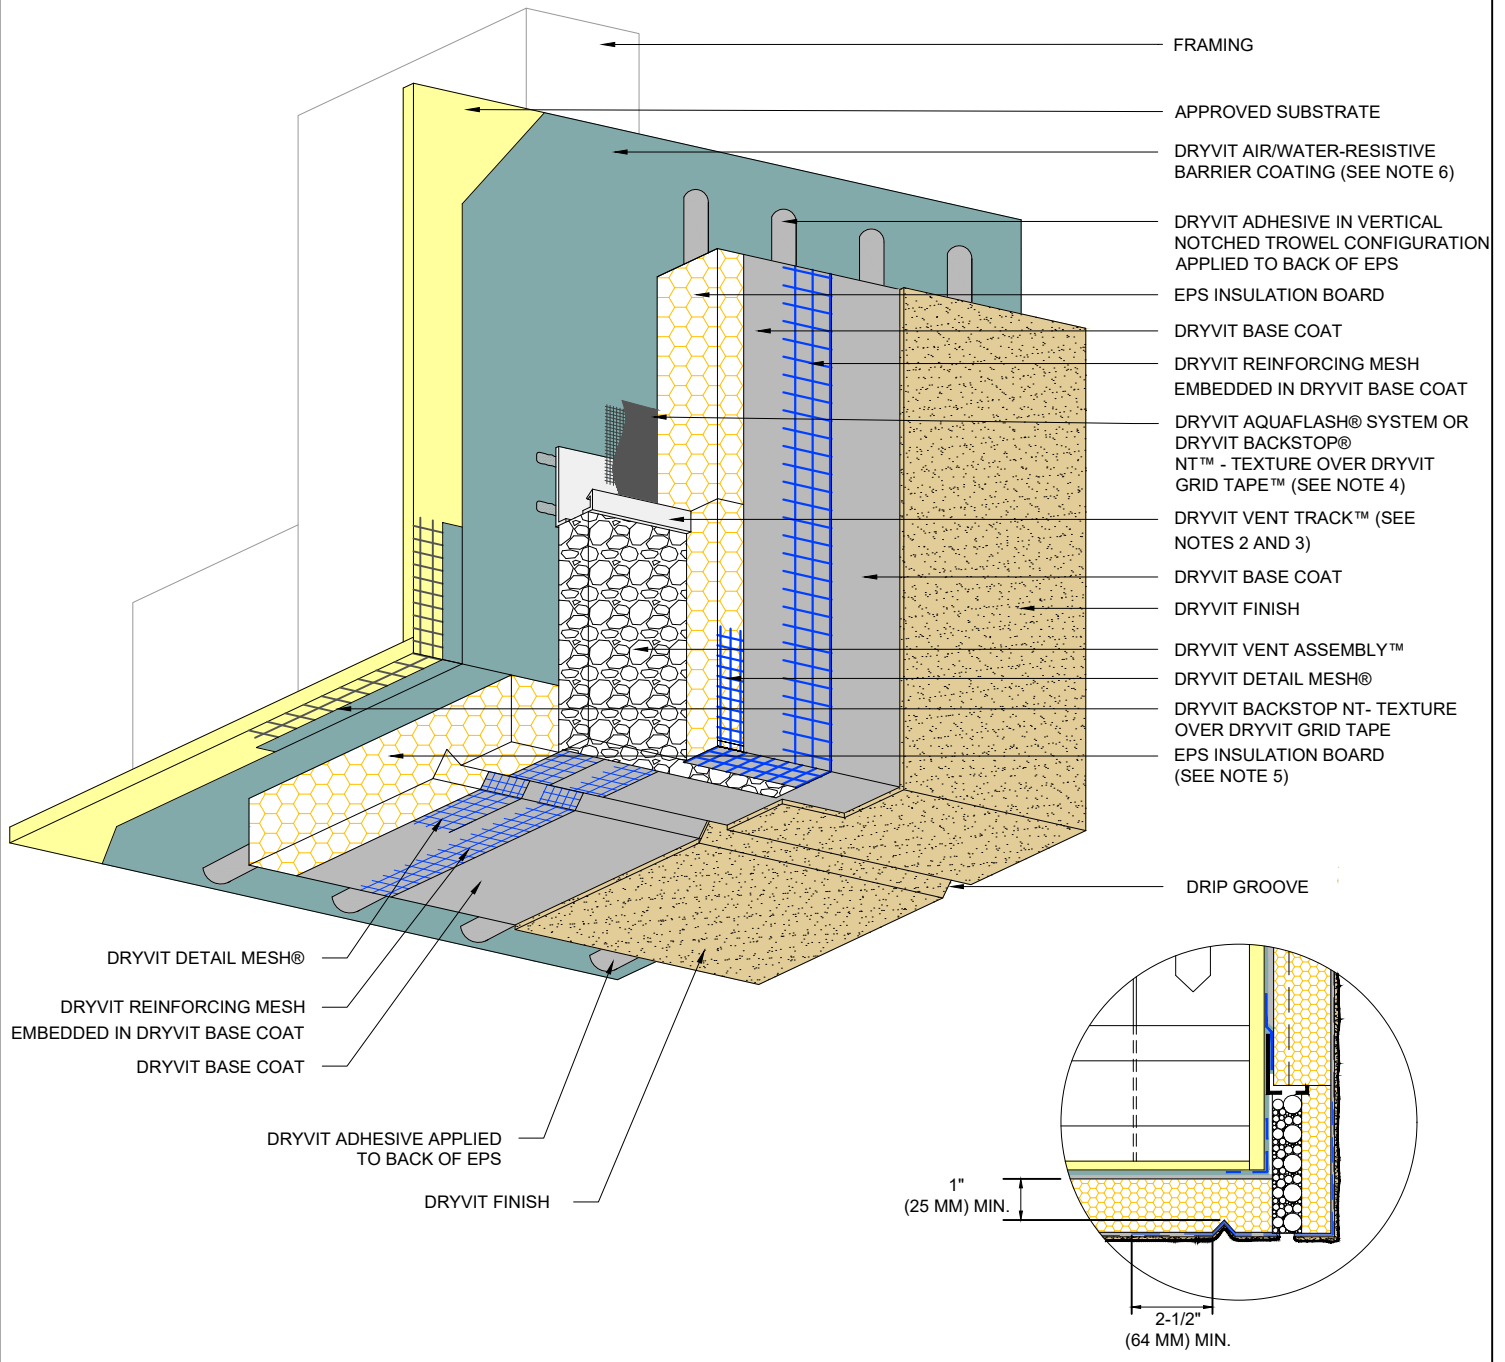 FRAMING
APPROVED SUBSTRATE
DRYVIT AIR/WATER-RESISTIVE
BARRIER COATING (SEE NOTE 6)
DRYVIT ADHESIVE IN VERTICAL
NOTCHED TROWEL CONFIGURATION
APPLIED TO BACK OF EPS
EPS INSULATION BOARD
DRYVIT BASE COAT
DRYVIT REINFORCING MESH
EMBEDDED IN DRYVIT BASE COAT
DRYVIT AQUAFLASH® SYSTEM OR
DRYVIT BACKSTOP®
NT™ - TEXTURE OVER DRYVIT
GRID TAPE™ (SEE NOTE 4)
DRYVIT VENT TRACK™ (SEE
NOTES 2 AND 3)
DRYVIT BASE COAT
DRYVIT FINISH
DRYVIT VENT ASSEMBLY™
DRYVIT DETAIL MESH®
DRYVIT BACKSTOP NT- TEXTURE
OVER DRYVIT GRID TAPE
EPS INSULATION BOARD
(SEE NOTE 5)
DRIP GROOVE
DRYVIT DETAIL MESH®
DRYVIT REINFORCING MESH
EMBEDDED IN DRYVIT BASE COAT
DRYVIT BASE COAT
DRYVIT ADHESIVE APPLIED
TO BACK OF EPS
DRYVIT FINISH
1"
(25 MM) MIN.
2-1/2"
(64 MM) MIN.